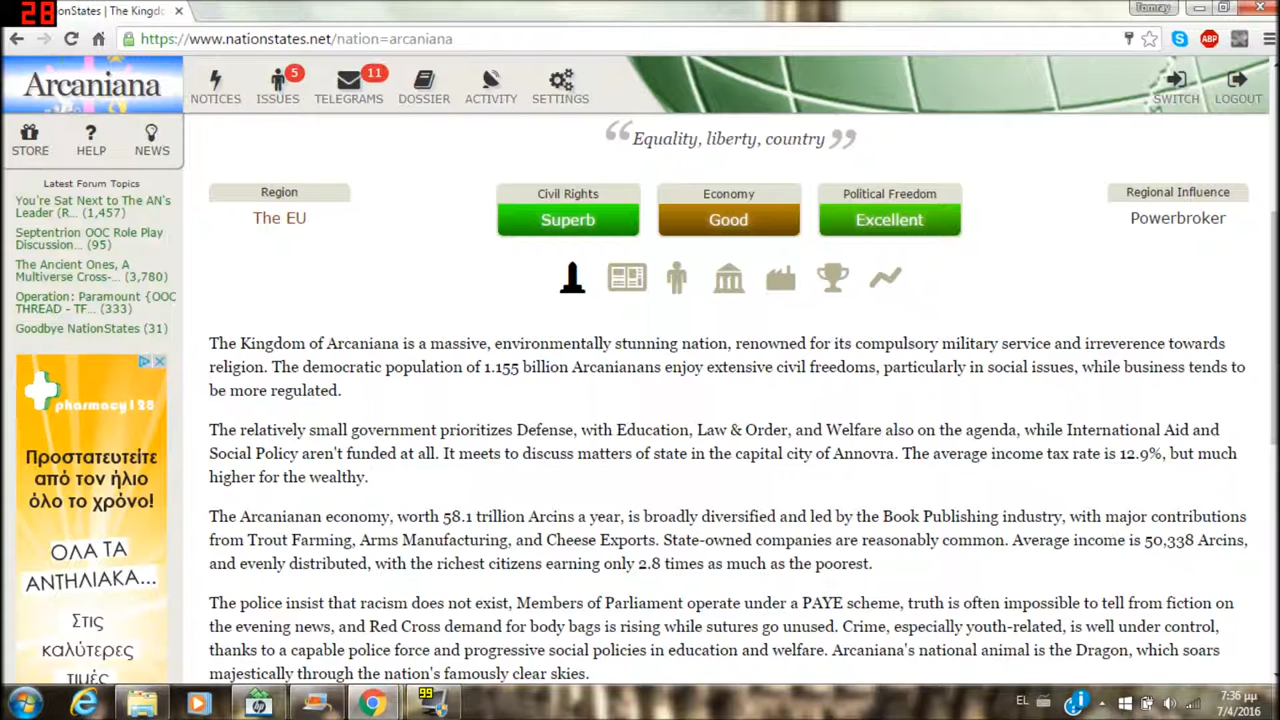 28
onStates | The Kingdo
Tomray
https://www.nationstates.net/nation=arcaniana
ABP
Arcaniana
NOTICES
5
ISSUES
11
TELEGRAMS
DOSSIER
ACTIVITY
SETTINGS
SWITCH
LOGOUT
STORE
HELP
NEWS
“Equality, liberty, country”
Region
The EU
Civil Rights
Superb
Economy
Good
Political Freedom
Excellent
Regional Influence
Powerbroker
Latest Forum Topics
You're Sat Next to The AN's
Leader (R... (1,457)
Septentrion OOC Role Play
Discussion... (95)
The Ancient Ones, A
Multiverse Cross-... (3,780)
Operation: Paramount {OOC
THREAD - TF... (333)
Goodbye NationStates (31)
pharmacy128
Προστατευτείτε
από τον ήλιο
όλο το χρόνο!
ΟΛΑ ΤΑ
ΑΝΤΗΛΙΑΚΑ...
Στις
καλύτερες
τιμές
The Kingdom of Arcaniana is a massive, environmentally stunning nation, renowned for its compulsory military service and irreverence towards
religion. The democratic population of 1.155 billion Arcanianans enjoy extensive civil freedoms, particularly in social issues, while business tends to
be more regulated.
The relatively small government prioritizes Defense, with Education, Law & Order, and Welfare also on the agenda, while International Aid and
Social Policy aren't funded at all. It meets to discuss matters of state in the capital city of Annovra. The average income tax rate is 12.9%, but much
higher for the wealthy.
The Arcanianan economy, worth 58.1 trillion Arcins a year, is broadly diversified and led by the Book Publishing industry, with major contributions
from Trout Farming, Arms Manufacturing, and Cheese Exports. State-owned companies are reasonably common. Average income is 50,338 Arcins,
and evenly distributed, with the richest citizens earning only 2.8 times as much as the poorest.
The police insist that racism does not exist, Members of Parliament operate under a PAYE scheme, truth is often impossible to tell from fiction on
the evening news, and Red Cross demand for body bags is rising while sutures go unused. Crime, especially youth-related, is well under control,
thanks to a capable police force and progressive social policies in education and welfare. Arcaniana's national animal is the Dragon, which soars
majestically through the nation's famously clear skies.
99
EL
7:36 μμ
7/4/2016